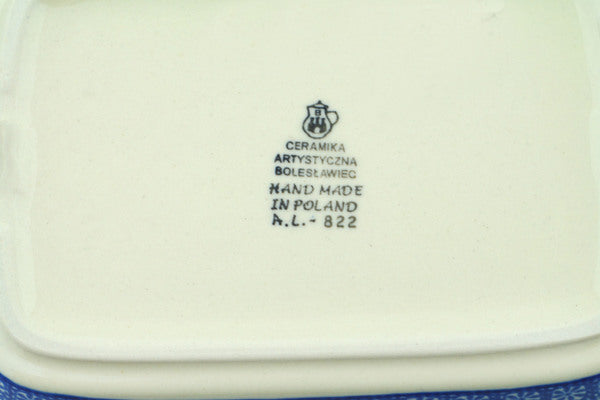 B
CERAMIKA
ARTYSTYCZNA
BOLESŁAWIEC
HAND MADE
IN POLAND
A.L.- 822